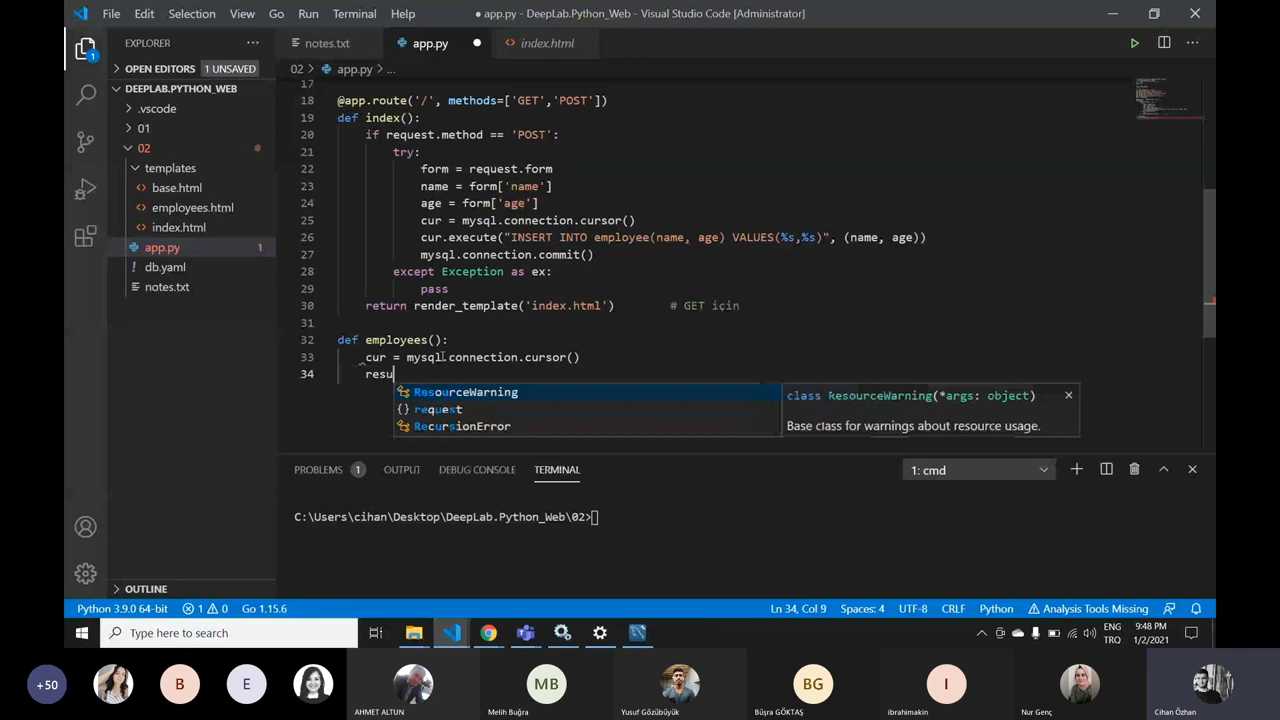 File Edit Selection View Go Run Terminal Help
● app.py - DeepLab.Python_Web - Visual Studio Code [Administrator]
EXPLORER
OPEN EDITORS 1 UNSAVED
DEEPLAB.PYTHON_WEB
.vscode
01
02
templates
base.html
employees.html
index.html
app.py 1
db.yaml
notes.txt
OUTLINE
1
notes.txt app.py index.html
02 > app.py > ...
17
18 @app.route('/', methods=['GET','POST'])
19 def index():
20 if request.method == 'POST':
21 try:
22 form = request.form
23 name = form['name']
24 age = form['age']
25 cur = mysql.connection.cursor()
26 cur.execute("INSERT INTO employee(name, age) VALUES(%s,%s)", (name, age))
27 mysql.connection.commit()
28 except Exception as ex:
29 pass
30 return render_template('index.html') # GET için
31
32 def employees():
33 cur = mysql.connection.cursor()
34 resu
ResourceWarning
request
RecursionError
class ResourceWarning(*args: object)
Base class for warnings about resource usage.
PROBLEMS 1 OUTPUT DEBUG CONSOLE TERMINAL
1: cmd
C:\Users\cihan\Desktop\DeepLab.Python_Web\02>
Python 3.9.0 64-bit 1 0 Go 1.15.6
Ln 34, Col 9 Spaces: 4 UTF-8 CRLF Python Analysis Tools Missing
Type here to search
ENG
TRQ
9:48 PM
1/2/2021
+50 B E MB BG I
AHMET ALTUN Melih Buğra Yusuf Gözübüyük Büşra GÖKTAŞ ibrahimakin Nur Genç Cihan Özhan